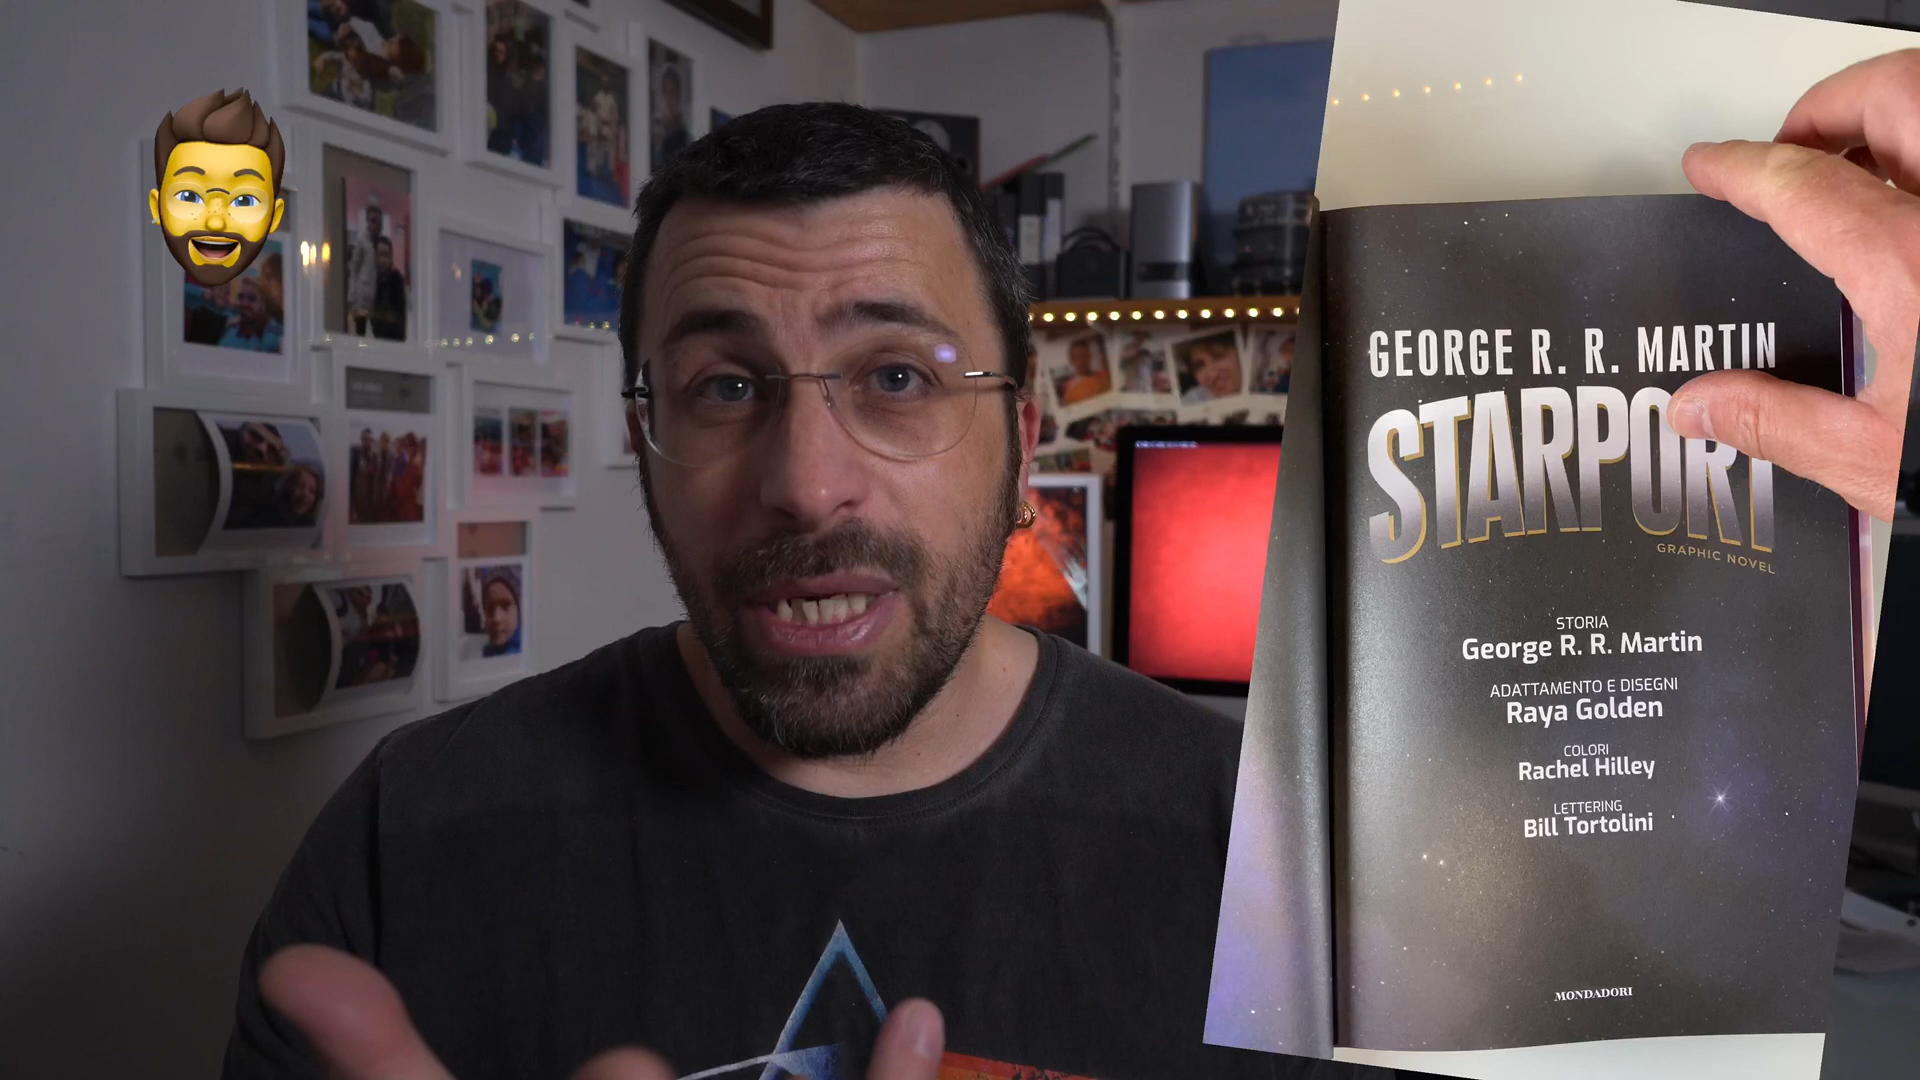 GEORGE R. R. MARTIN
STARPORT
GRAPHIC NOVEL
STORIA
George R. R. Martin
ADATTAMENTO E DISEGNI
Raya Golden
COLORI
Rachel Hilley
LETTERING
Bill Tortolini
MONDADORI